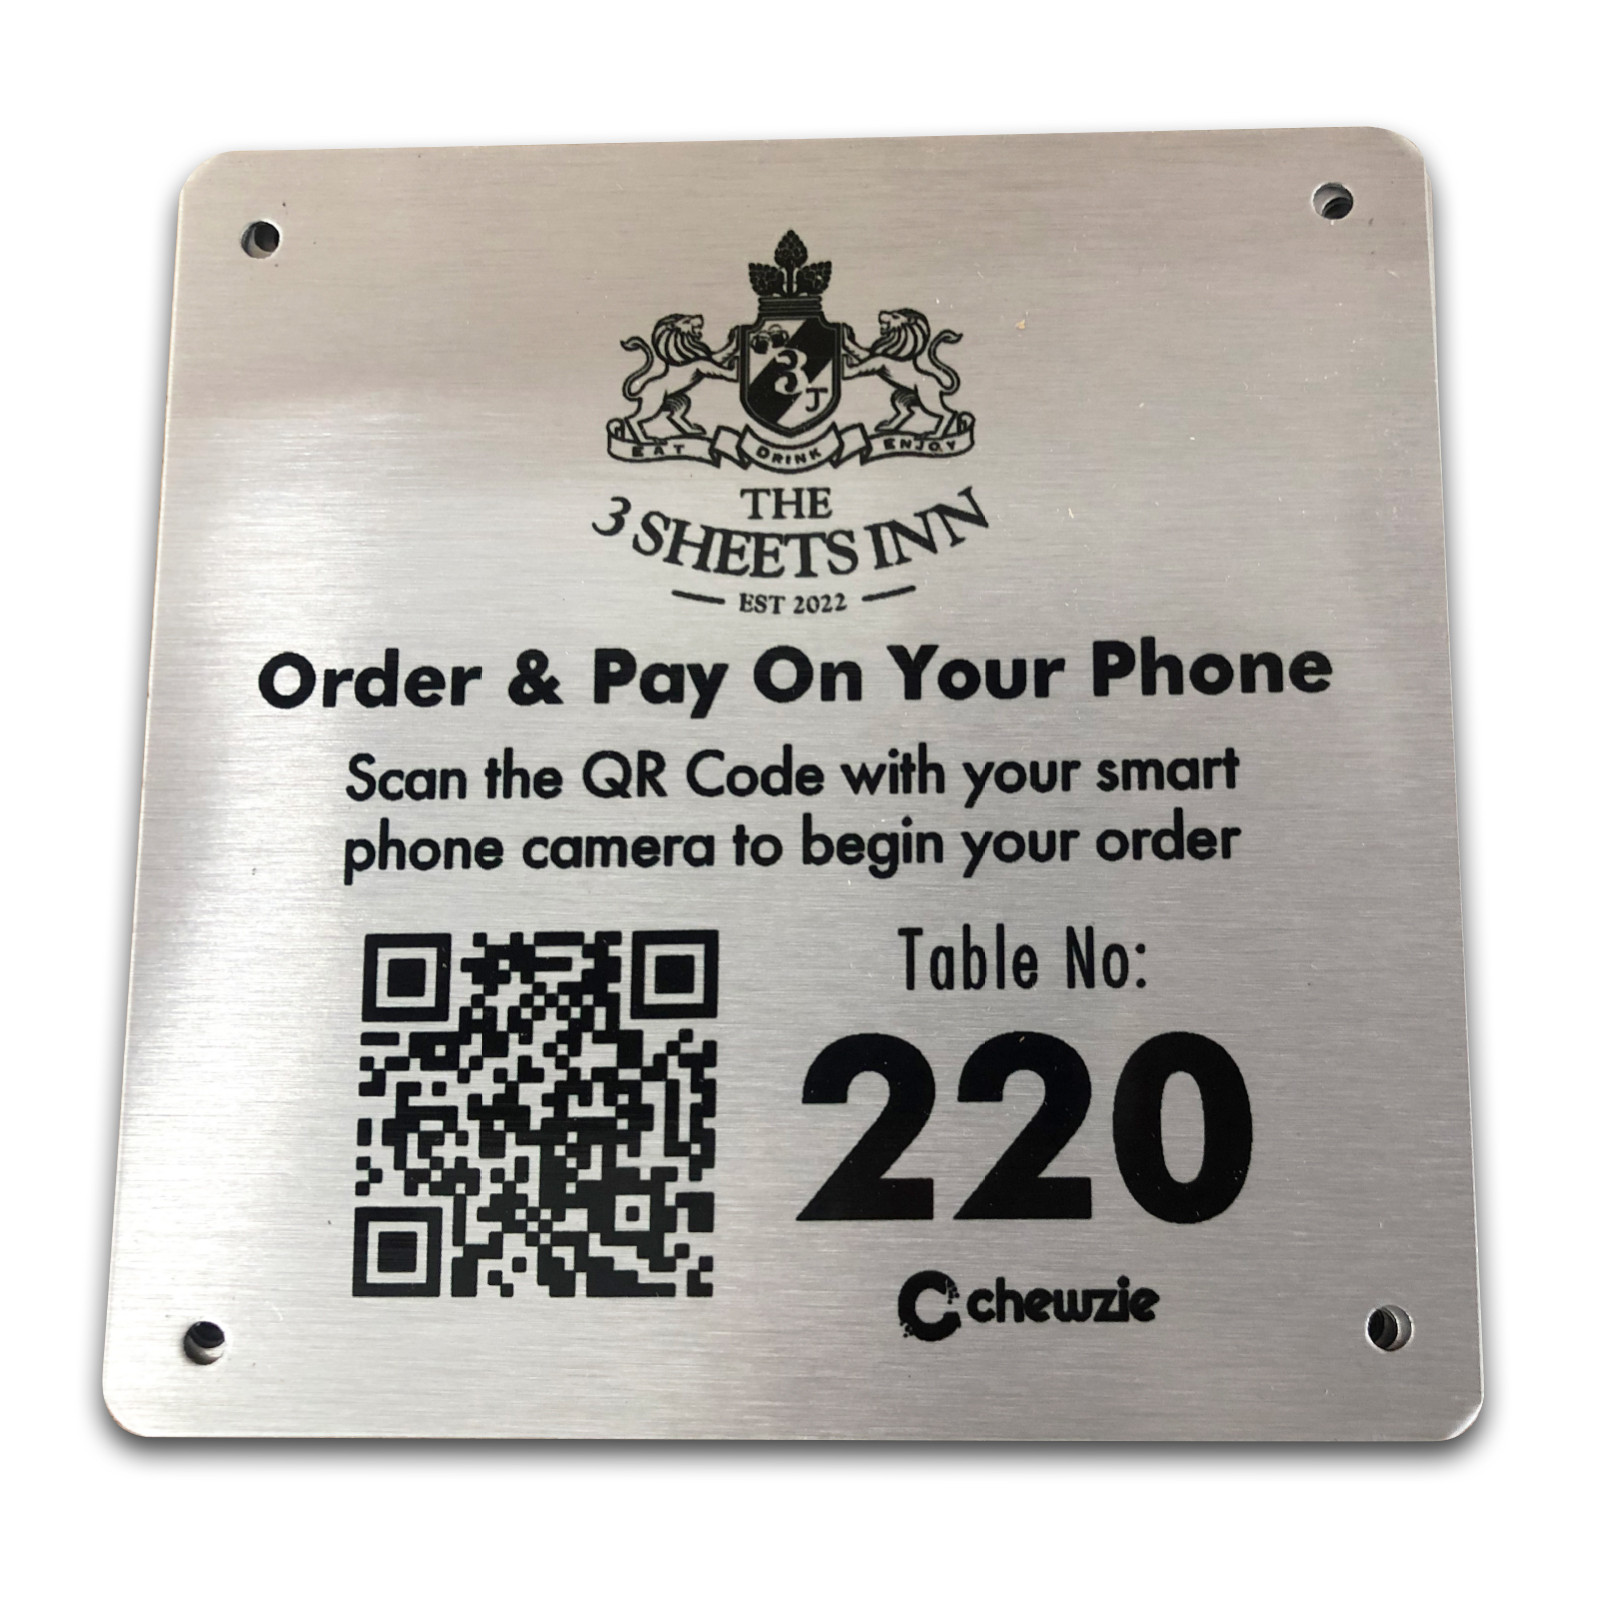 3 J
EAT DRINK ENJOY
THE
3 SHEETS INN
EST 2022
Order & Pay On Your Phone
Scan the QR Code with your smart
phone camera to begin your order
Table No:
220
chewzie